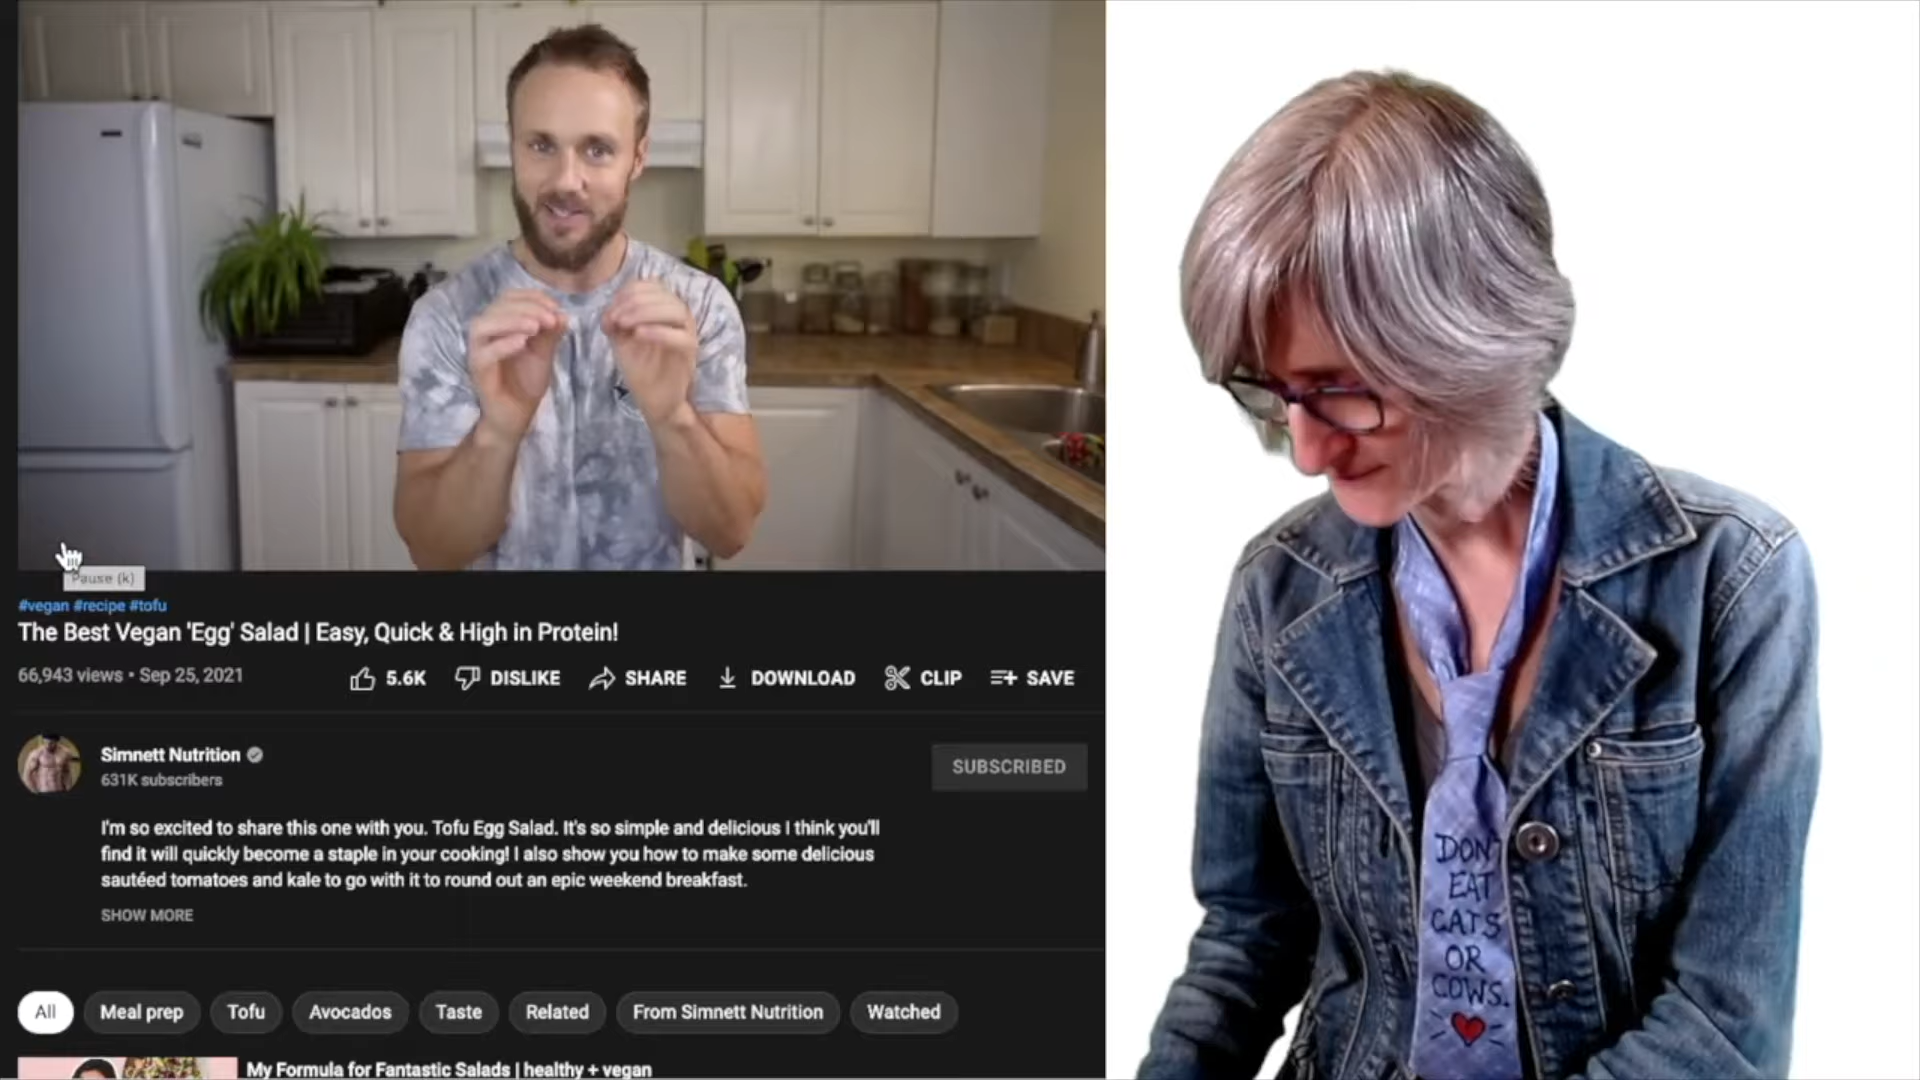 Pause (k)
#vegan #recipe #tofu
The Best Vegan 'Egg' Salad | Easy, Quick & High in Protein!
66,943 views • Sep 25, 2021
5.6K
DISLIKE
SHARE
DOWNLOAD
CLIP
SAVE
Simnett Nutrition
631K subscribers
SUBSCRIBED
I'm so excited to share this one with you. Tofu Egg Salad. It's so simple and delicious I think you'll
find it will quickly become a staple in your cooking! I also show you how to make some delicious
sautéed tomatoes and kale to go with it to round out an epic weekend breakfast.
SHOW MORE
All
Meal prep
Tofu
Avocados
Taste
Related
From Simnett Nutrition
Watched
My Formula for Fantastic Salads | healthy + vegan
DON'T
EAT
CATS
OR
COWS.